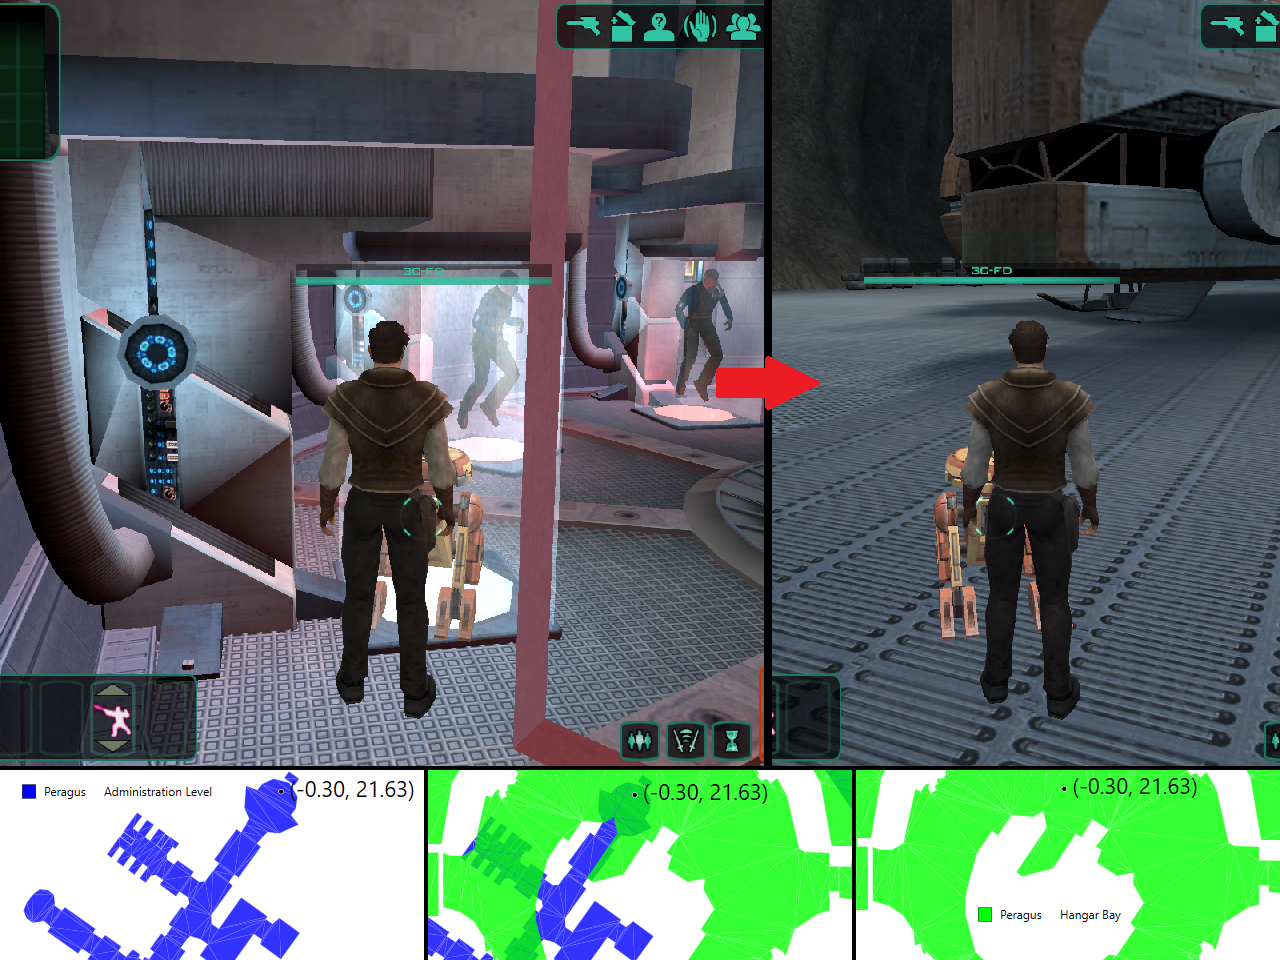 3C-FD
3C-FD
Peragus Administration Level
(-0.30, 21.63)
(-0.30, 21.63)
(-0.30, 21.63)
Peragus Hangar Bay